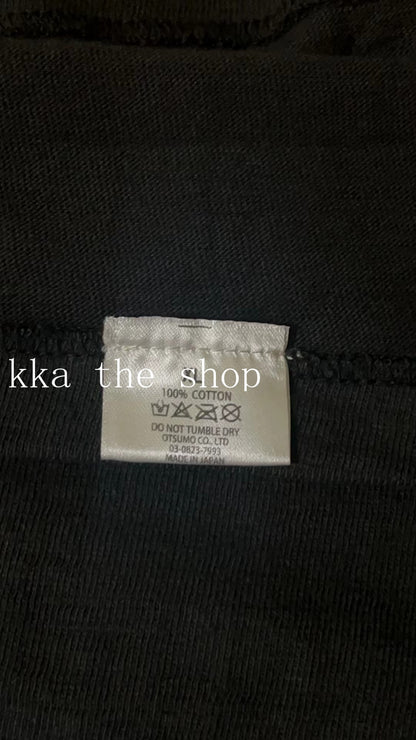 kka the shop
L
100% COTTON
DO NOT TUMBLE DRY
OTSUMO CO., LTD
03-0823-7993
MADE IN JAPAN